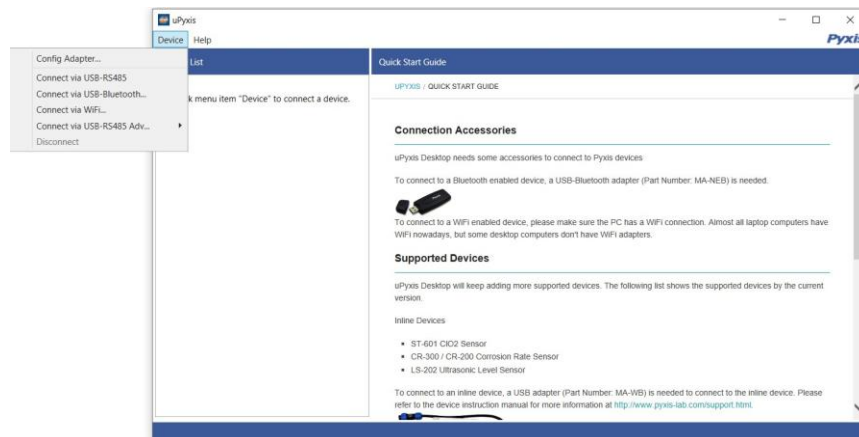 uPyxis
Device Help
Pyxis
Config Adapter...
Connect via USB-RS485
Connect via USB-Bluetooth...
Connect via WiFi...
Connect via USB-RS485 Adv...
Disconnect
List
k menu item "Device" to connect a device.
Quick Start Guide
UPYXIS / QUICK START GUIDE
Connection Accessories
uPyxis Desktop needs some accessories to connect to Pyxis devices
To connect to a Bluetooth enabled device, a USB-Bluetooth adapter (Part Number: MA-NEB) is needed.
To connect to a WiFi enabled device, please make sure the PC has a WiFi connection. Almost all laptop computers have
WiFi nowadays, but some desktop computers don't have WiFi adapters.
Supported Devices
uPyxis Desktop will keep adding more supported devices. The following list shows the supported devices by the current
version.
Inline Devices
• ST-601 ClO2 Sensor
• CR-300 / CR-200 Corrosion Rate Sensor
• LS-202 Ultrasonic Level Sensor
To connect to an inline device, a USB adapter (Part Number: MA-WB) is needed to connect to the inline device. Please
refer to the device instruction manual for more information at http://www.pyxis-lab.com/support.html.